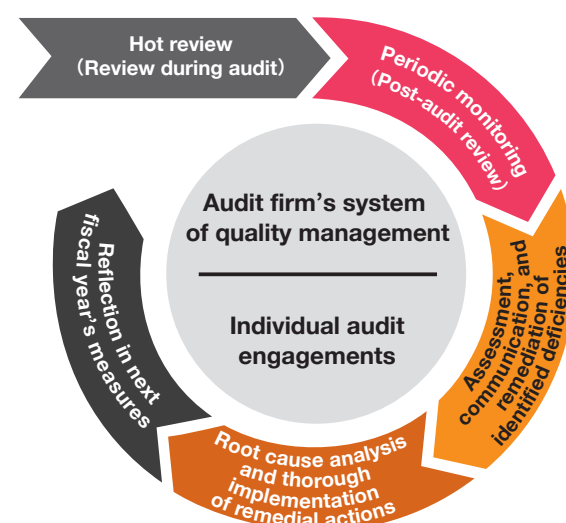 Hot review
(Review during audit)
Periodic monitoring
(Post-audit review)
Assessment,
communication, and
remediation of
identified deficiencies
Root cause analysis
and thorough
implementation
of remedial actions
Reflection in next
fiscal year's measures
Audit firm's system
of quality management
Individual audit
engagements